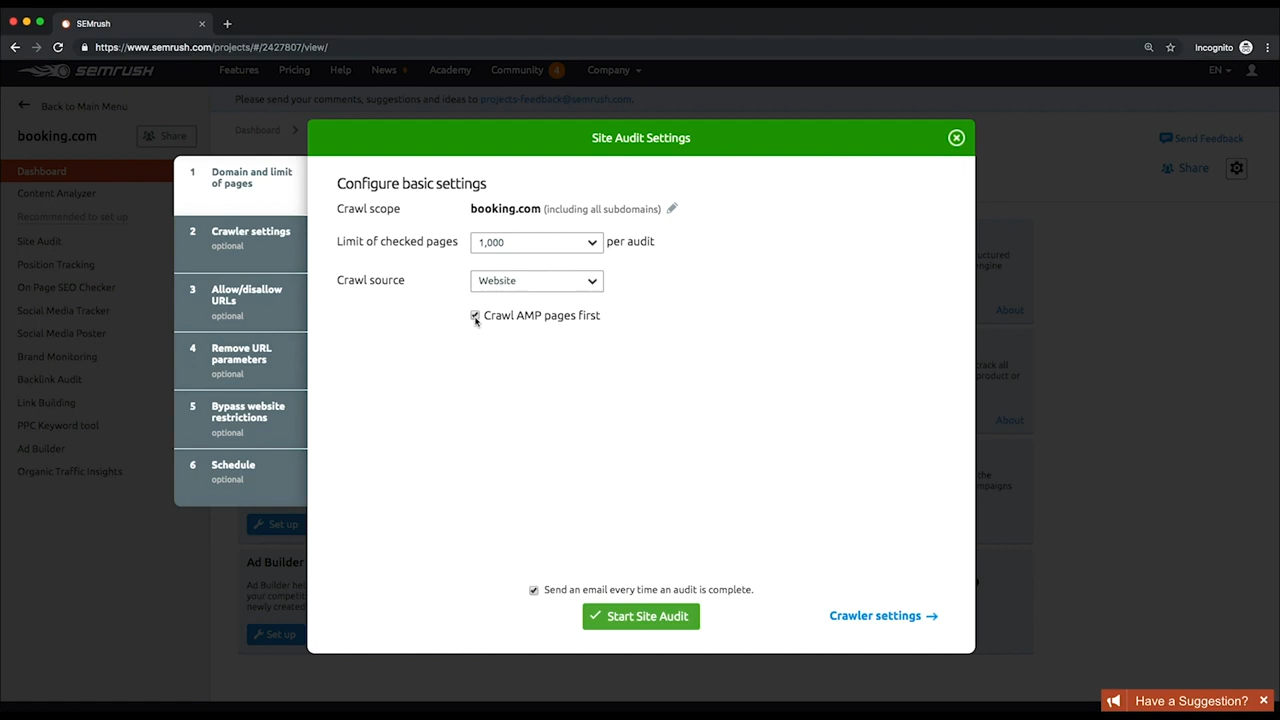 SEMrush
https://www.semrush.com/projects/#/2427807/view/
Incognito
SEMRUSH
Features
Pricing
Help
News
Academy
Community 4
Company
EN
Back to Main Menu
Please send your comments, suggestions and ideas to projects-feedback@semrush.com.
booking.com
Share
Dashboard
Send Feedback
Share
Dashboard
Content Analyzer
Recommended to set up
Site Audit
Position Tracking
On Page SEO Checker
Social Media Tracker
Social Media Poster
Brand Monitoring
Backlink Audit
Link Building
PPC Keyword tool
Ad Builder
Organic Traffic Insights
1 Domain and limit
of pages
2 Crawler settings
optional
3 Allow/disallow
URLs
optional
4 Remove URL
parameters
optional
5 Bypass website
restrictions
optional
6 Schedule
optional
Site Audit Settings
Configure basic settings
Crawl scope
booking.com (including all subdomains)
Limit of checked pages
1,000
per audit
Crawl source
Website
Crawl AMP pages first
Send an email every time an audit is complete.
Start Site Audit
Crawler settings →
About
track all
product or
About
the
Set up
Ad Builder
Ad Builder
your
newly created
Set up
Have a Suggestion?